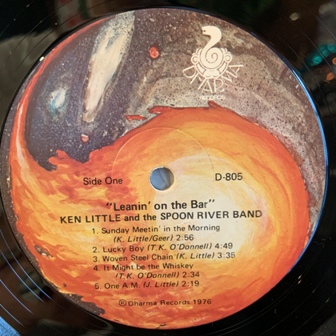 DHARMA
RECORDS
Side One
D-805
"Leanin' on the Bar"
KEN LITTLE and the SPOON RIVER BAND
1. Sunday Meetin' in the Morning
(K. Little/Geer) 2:56
2. Lucky Boy (T.K. O'Donnell) 4:49
3. Woven Steel Chain (K. Little) 3:35
4. It Might be the Whiskey
(T.K. O'Donnell) 2:34
5. One A.M. (J. Little) 2:19
℗ Dharma Records 1976